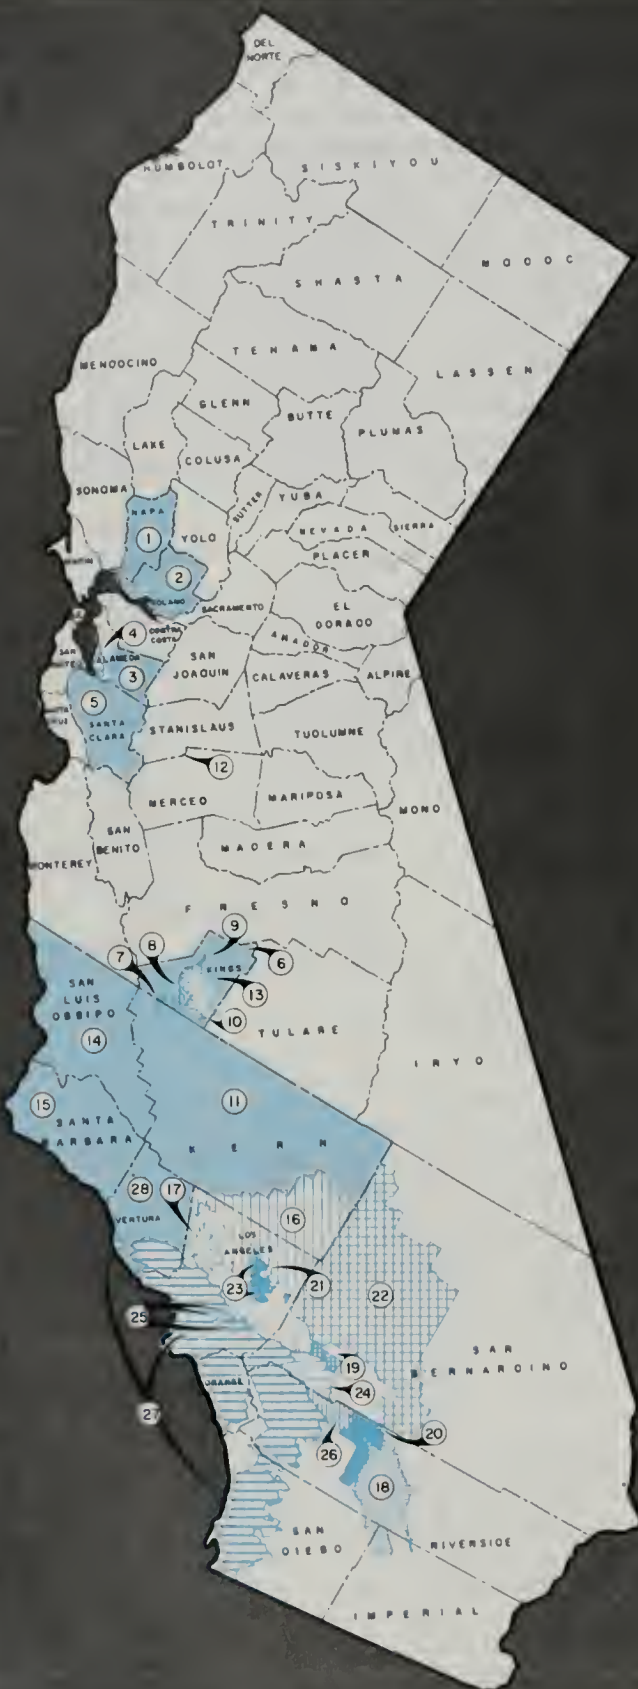 DEL
NORTE
HUMBOLDT
SISKIYOU
TRINITY
MODOC
SHASTA
TEHAMA
MENDOCINO
LASSEN
GLENN
BUTTE
PLUMAS
LAKE
COLUSA
SONOMA
YUBA
SUTTER
NAPA
1
YOLO
NEVADA
SIERRA
PLACER
2
SOLANO
SACRAMENTO
EL
DORADO
4
CONTRA
COSTA
AMADOR
SAN
ALAMEDA
SAN
JOAQUIN
3
CALAVERAS
ALPINE
5
SANTA
CLARA
CRUZ
STANISLAUS
TUOLUMNE
12
MERCED
MARIPOSA
MONO
SAN
BENITO
MADERA
MONTEREY
FRESNO
9
8
7
6
KINGS
13
SAN
LUIS
OBISPO
10
TULARE
14
INYO
15
11
SANTA
BARBARA
KERN
28
17
VENTURA
16
LOS
ANGELES
23
21
22
25
SAN
BERNARDINO
19
ORANGE
24
27
20
26
18
SAN
DIEGO
RIVERSIDE
IMPERIAL